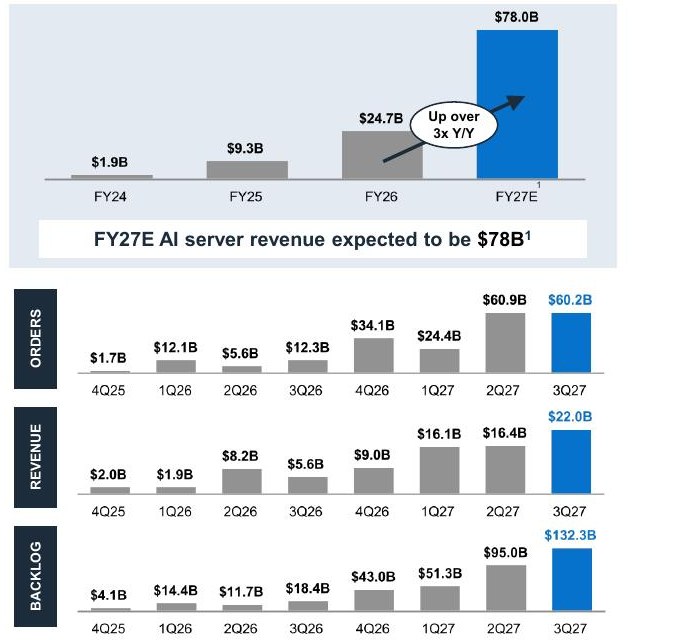 $78.0B
$24.7B
Up over
3x Y/Y
$9.3B
$1.9B
FY24 FY25 FY26 FY27E1
FY27E AI server revenue expected to be $78B1
ORDERS
$1.7B $12.1B $5.6B $12.3B $34.1B $24.4B $60.9B $60.2B
4Q25 1Q26 2Q26 3Q26 4Q26 1Q27 2Q27 3Q27
REVENUE
$2.0B $1.9B $8.2B $5.6B $9.0B $16.1B $16.4B $22.0B
4Q25 1Q26 2Q26 3Q26 4Q26 1Q27 2Q27 3Q27
BACKLOG
$4.1B $14.4B $11.7B $18.4B $43.0B $51.3B $95.0B $132.3B
4Q25 1Q26 2Q26 3Q26 4Q26 1Q27 2Q27 3Q27